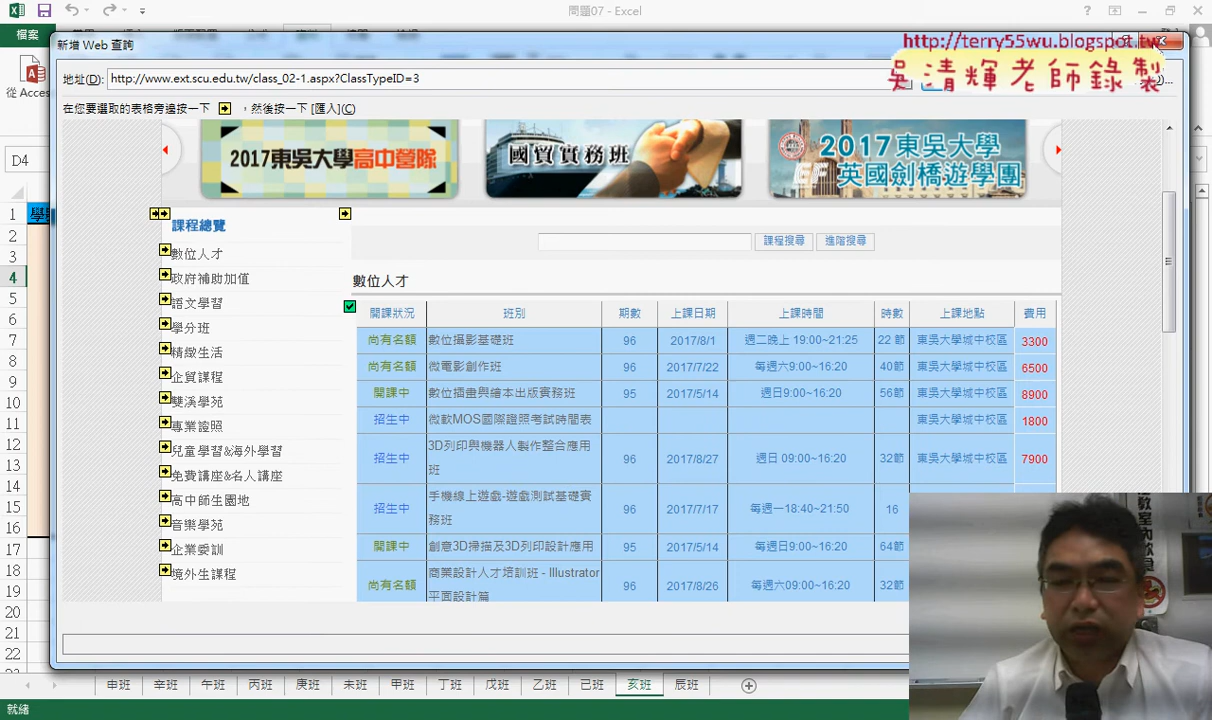 問題07 - Excel
檔案
http://terry55wu.blogspot.tw/
吳清輝老師錄製
新增 Web 查詢
從 Access
地址(D): http://www.ext.scu.edu.tw/class_02-1.aspx?ClassTypeID=3
在您要選取的表格旁邊按一下 ，然後按一下 [匯入](C)
D4
2017東吳大學高中營隊
國貿實務班
2017東吳大學
EF 英國劍橋遊學團
課程總覽
數位人才
政府補助加值
語文學習
學分班
精緻生活
企貿課程
雙溪學苑
專業證照
兒童學習&海外學習
免費講座&名人講座
高中師生園地
音樂學苑
企業委訓
境外生課程
課程搜尋 進階搜尋
數位人才
開課狀況 班別 期數 上課日期 上課時間 時數 上課地點 費用
尚有名額 數位攝影基礎班 96 2017/8/1 週二晚上 19:00~21:25 22 節 東吳大學城中校區 3300
尚有名額 微電影創作班 96 2017/7/22 每週六9:00~16:20 40節 東吳大學城中校區 6500
開課中 數位插畫與繪本出版實務班 95 2017/5/14 週日9:00~16:20 56節 東吳大學城中校區 8900
招生中 微軟MOS國際證照考試時間表 東吳大學城中校區 1800
招生中 3D列印與機器人製作整合應用班 96 2017/8/27 週日 09:00~16:20 32節 東吳大學城中校區 7900
招生中 手機線上遊戲-遊戲測試基礎實務班 96 2017/7/17 每週一18:40~21:50 16
開課中 創意3D掃描及3D列印設計應用 95 2017/5/14 每週日9:00~16:20 64節
尚有名額 商業設計人才培訓班 - Illustrator平面設計篇 96 2017/8/26 每週六09:00~16:20 32節
1
2
3
4
5
6
7
8
9
10
11
12
13
14
15
16
17
18
19
20
21
22
申班 辛班 午班 丙班 庚班 未班 甲班 丁班 戊班 乙班 己班 亥班 辰班
就緒